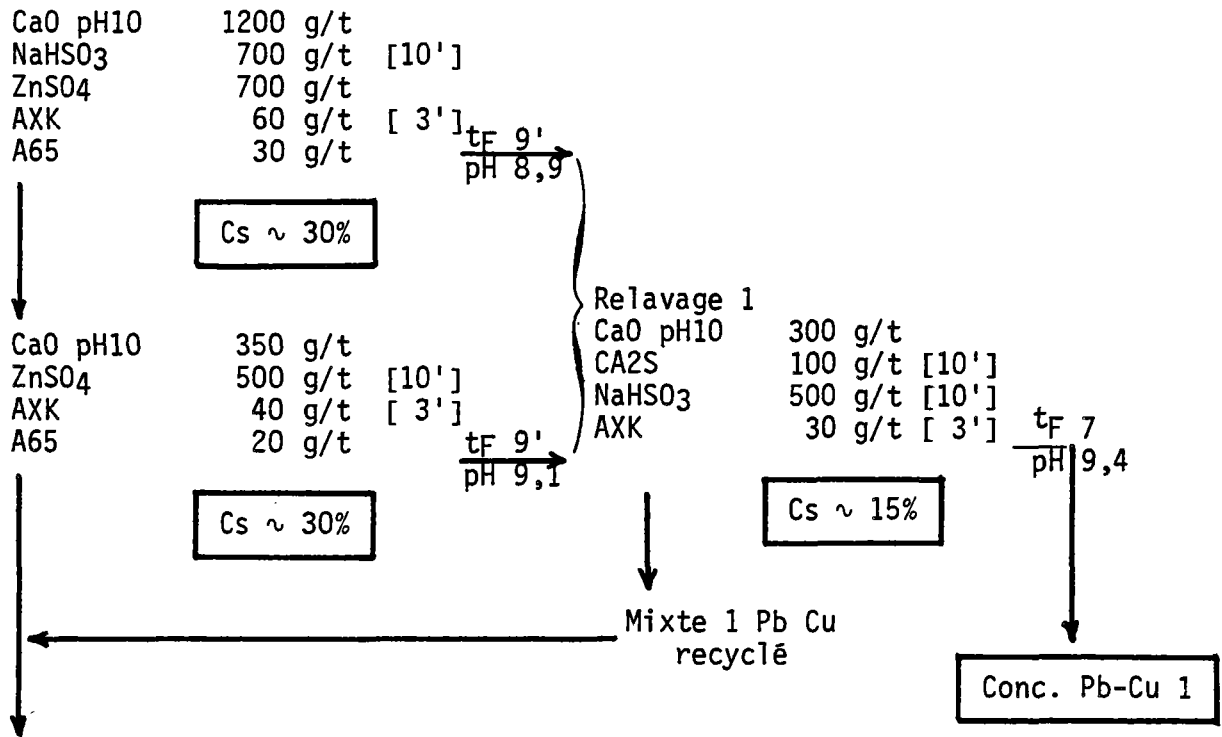 CaO pH10 1200 g/t
NaHSO3 700 g/t [10']
ZnSO4 700 g/t
AXK 60 g/t [ 3']
A65 30 g/t
tF 9'
pH 8,9
Cs ~ 30%
CaO pH10 350 g/t
ZnSO4 500 g/t [10']
AXK 40 g/t [ 3']
A65 20 g/t
tF 9'
pH 9,1
Cs ~ 30%
Relavage 1
CaO pH10 300 g/t
CA2S 100 g/t [10']
NaHSO3 500 g/t [10']
AXK 30 g/t [ 3']
tF 7
pH 9,4
Cs ~ 15%
Mixte 1 Pb Cu
recyclé
Conc. Pb-Cu 1